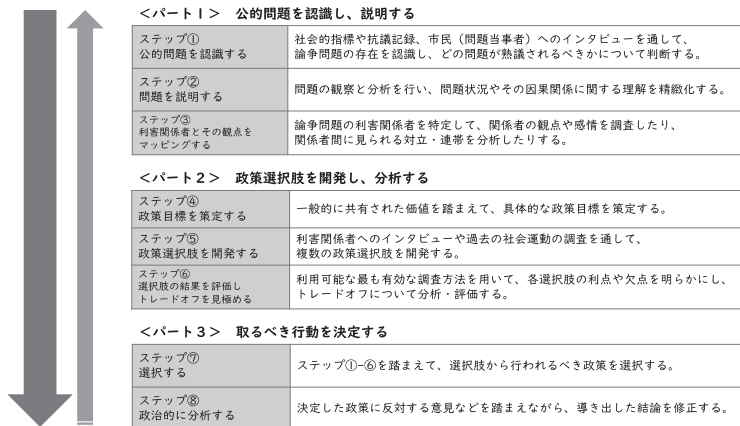 <パート1> 公的問題を認識し、説明する
ステップ①
公的問題を認識する
社会的指標や抗議記録、市民（問題当事者）へのインタビューを通して、
論争問題の存在を認識し、どの問題が熟議されるべきかについて判断する。
ステップ②
問題を説明する
問題の観察と分析を行い、問題状況やその因果関係に関する理解を精緻化する。
ステップ③
利害関係者とその観点を
マッピングする
論争問題の利害関係者を特定して、関係者の観点や感情を調査したり、
関係者間に見られる対立・連帯を分析したりする。
<パート2> 政策選択肢を開発し、分析する
ステップ④
政策目標を策定する
一般的に共有された価値を踏まえて、具体的な政策目標を策定する。
ステップ⑤
政策選択肢を開発する
利害関係者へのインタビューや過去の社会運動の調査を通して、
複数の政策選択肢を開発する。
ステップ⑥
選択肢の結果を評価し
トレードオフを見極める
利用可能な最も有効な調査方法を用いて、各選択肢の利点や欠点を明らかにし、
トレードオフについて分析・評価する。
<パート3> 取るべき行動を決定する
ステップ⑦
選択する
ステップ①-⑥を踏まえて、選択肢から行われるべき政策を選択する。
ステップ⑧
政治的に分析する
決定した政策に反対する意見などを踏まえながら、導き出した結論を修正する。